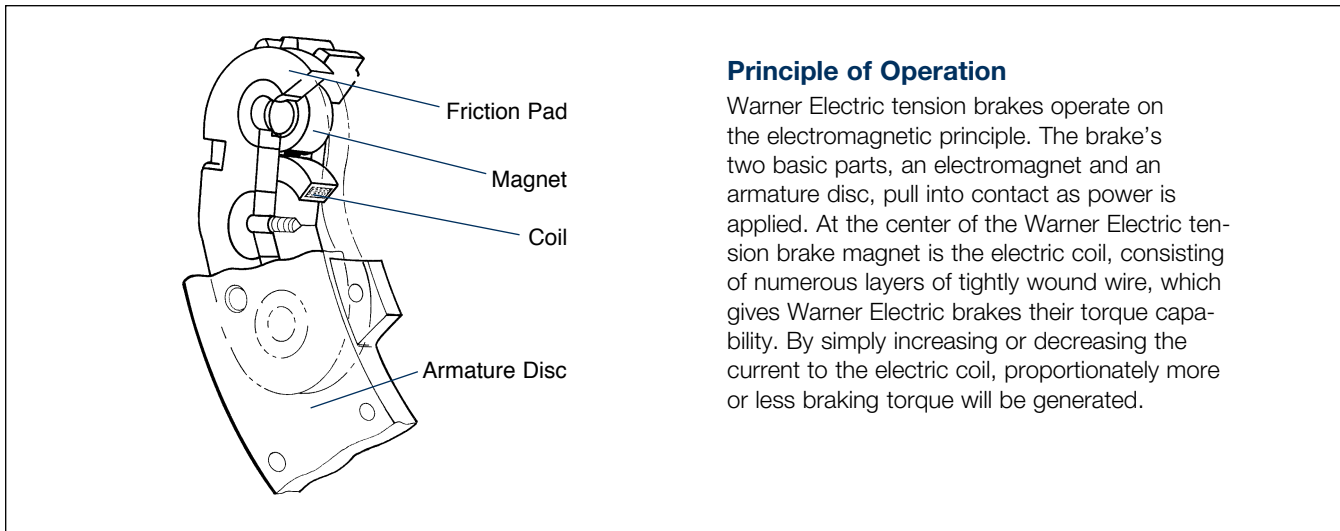 Friction Pad
Magnet
Coil
Armature Disc
Principle of Operation
Warner Electric tension brakes operate on
the electromagnetic principle. The brake’s
two basic parts, an electromagnet and an
armature disc, pull into contact as power is
applied. At the center of the Warner Electric ten-
sion brake magnet is the electric coil, consisting
of numerous layers of tightly wound wire, which
gives Warner Electric brakes their torque capa-
bility. By simply increasing or decreasing the
current to the electric coil, proportionately more
or less braking torque will be generated.